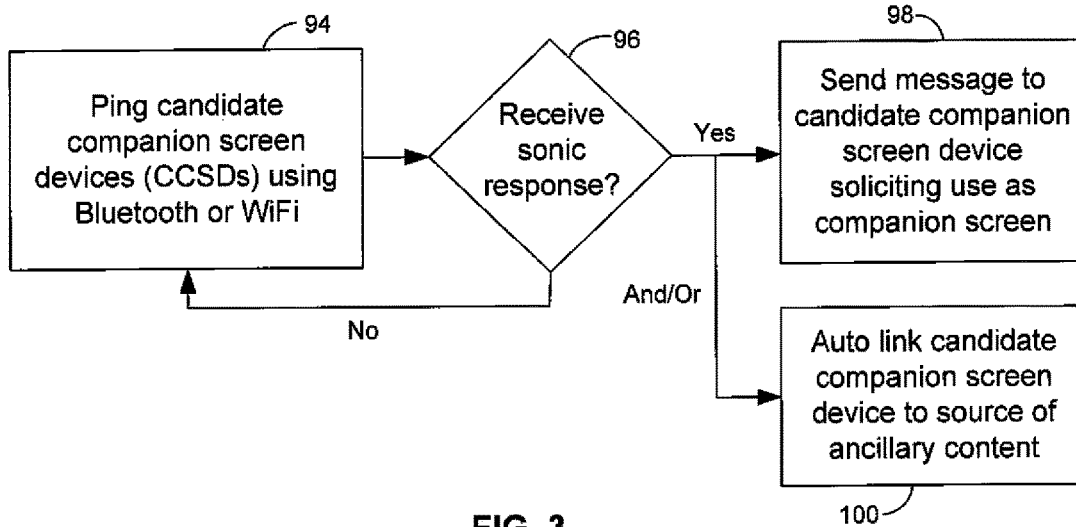 94
Ping candidate
companion screen
devices (CCSDs) using
Bluetooth or WiFi
96
Receive
sonic
response?
Yes
No
And/Or
98
Send message to
candidate companion
screen device
soliciting use as
companion screen
Auto link candidate
companion screen
device to source of
ancillary content
100
FIG. 3